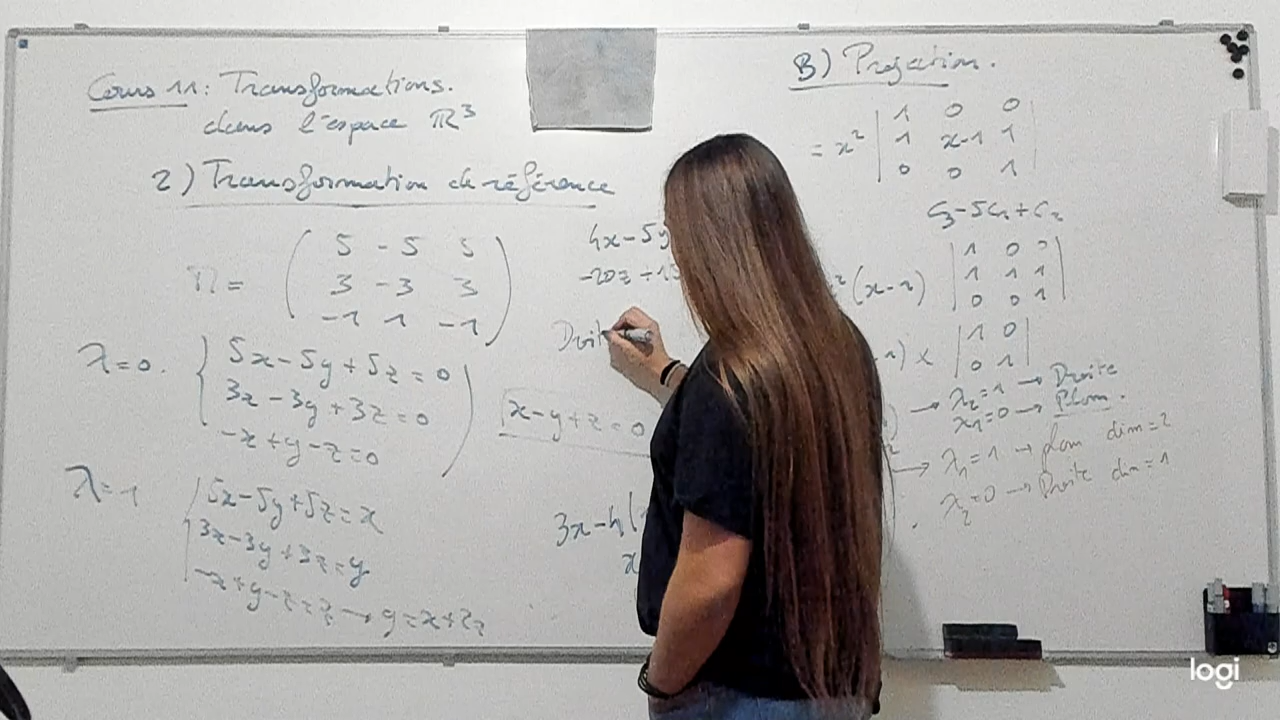 Cours 11: Transformations.
dans l'espace ℝ³
2) Transformation de référence
= ( 5 -5 5
3 -3 3
-1 1 -1 )
λ=0. { 5x-5y+5z=0
3x-3y+3z=0
-x+y-z=0
λ=1 { 5x-5y+5z=x
3x-3y+3z=y
-x+y-z=z → y=x+2z
4x-5y
-20z+15
Droit
x-y+z=0
3x-4(
x
B) Projection.
= x² | 1 0 0
1 x-1 1
0 0 1 |
C3-5C1+C2
(x-1) | 1 0 0
1 1 1
0 0 1 |
) x | 1 0
0 1 |
→ λ2=1 → Droite
λ1=0 → Plan.
→ λ1=1 → plan dim=2
λ2=0 → Droite dim=1
logi